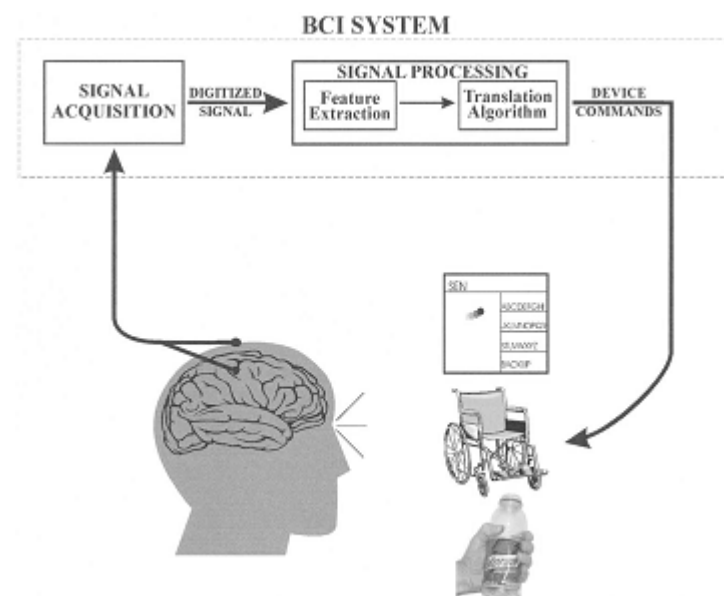 BCI SYSTEM
SIGNAL
ACQUISITION
DIGITIZED
SIGNAL
SIGNAL PROCESSING
Feature
Extraction
Translation
Algorithm
DEVICE
COMMANDS
SEN
BACKUP